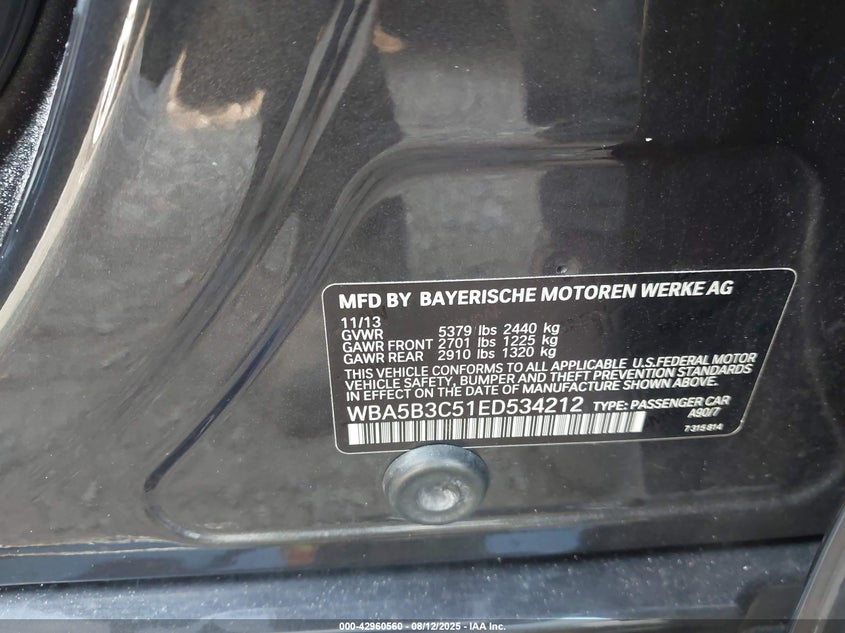 MFD BY BAYERISCHE MOTOREN WERKE AG
11/13
GVWR 5379 lbs 2440 kg
GAWR FRONT 2701 lbs 1225 kg
GAWR REAR 2910 lbs 1320 kg
THIS VEHICLE CONFORMS TO ALL APPLICABLE U.S.FEDERAL MOTOR
VEHICLE SAFETY, BUMPER AND THEFT PREVENTION STANDARDS
IN EFFECT ON THE DATE OF MANUFACTURE SHOWN ABOVE.
WBA5B3C51ED534212 TYPE: PASSENGER CAR
A90/7
7315814
000-42960560 - 08/12/2025 - IAA Inc.